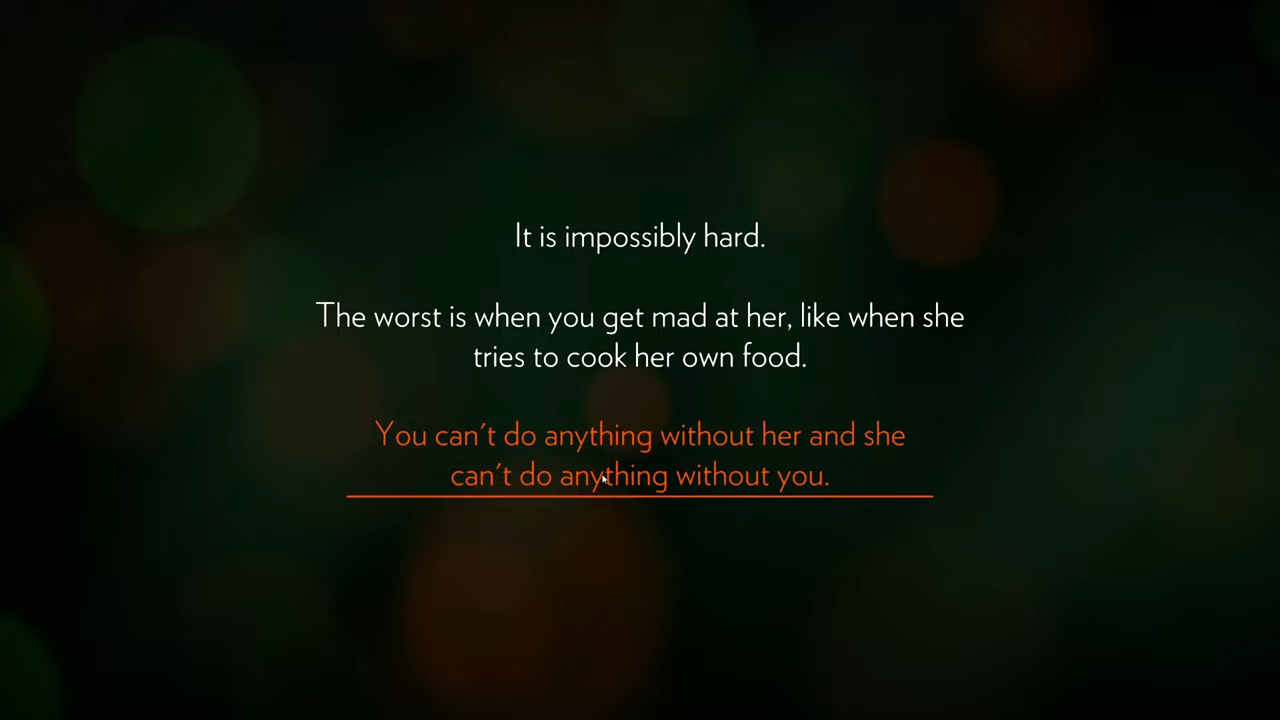 It is impossibly hard.
The worst is when you get mad at her, like when she
tries to cook her own food.
You can't do anything without her and she
can't do anything without you.